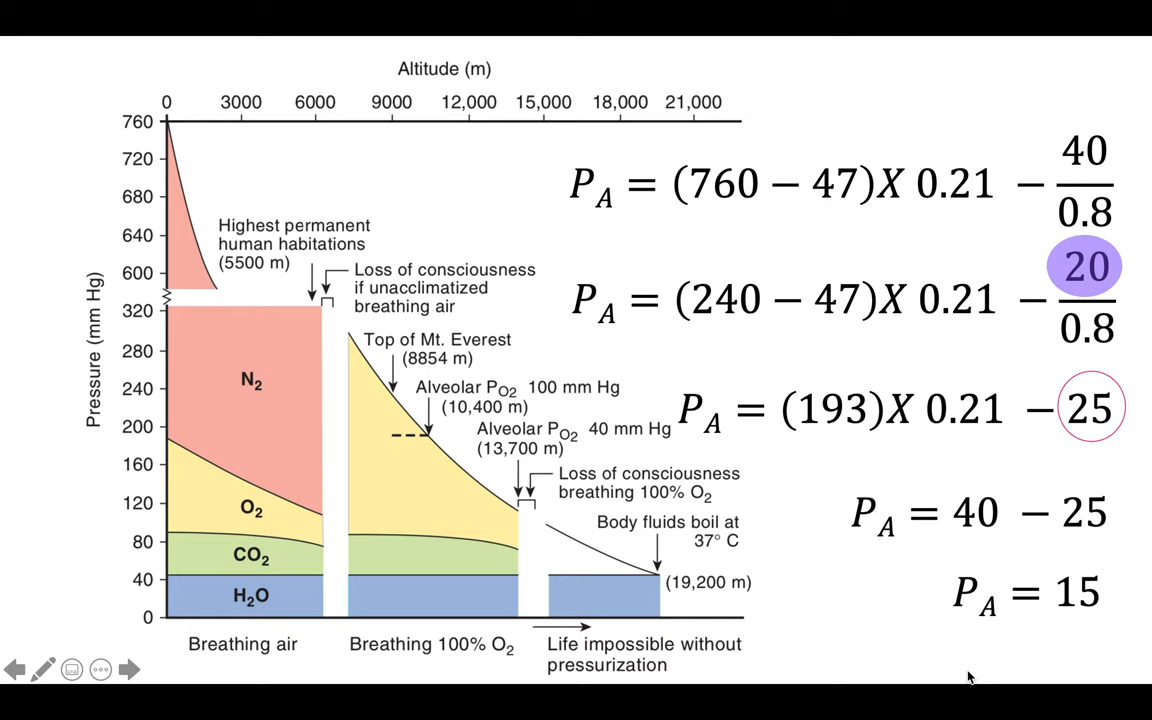 Altitude (m)
0 3000 6000 9000 12,000 15,000 18,000 21,000
Pressure (mm Hg)
760
720
680
640
600
320
280
240
200
160
120
80
40
0
Highest permanent
human habitations
(5500 m)
Loss of consciousness
if unacclimatized
breathing air
Top of Mt. Everest
(8854 m)
Alveolar PO2 100 mm Hg
(10,400 m)
Alveolar PO2 40 mm Hg
(13,700 m)
Loss of consciousness
breathing 100% O2
Body fluids boil at
37° C
(19,200 m)
N2
O2
CO2
H2O
Breathing air
Breathing 100% O2
Life impossible without
pressurization
PA = (760 − 47)X 0.21 − 40/0.8
PA = (240 − 47)X 0.21 − 20/0.8
PA = (193)X 0.21 − 25
PA = 40 − 25
PA = 15